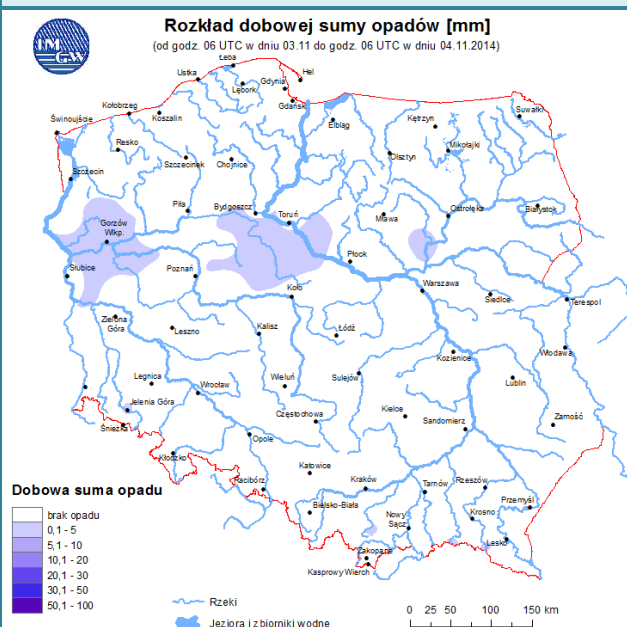 Rozkład dobowej sumy opadów [mm]
(od godz. 06 UTC w dniu 03.11 do godz. 06 UTC w dniu 04.11.2014)
IM
GW
Łeba
Ustka
Hel
Lębork
Gdynia
Gdańsk
Kołobrzeg
Koszalin
Świnoujście
Elbląg
Kętrzyn
Suwałki
Resko
Szczecinek
Chojnice
Olsztyn
Mikołajki
Szczecin
Piła
Bydgoszcz
Toruń
Mława
Ostrołęka
Białystok
Gorzów
Wlkp.
Słubice
Poznań
Płock
Koło
Warszawa
Siedlce
Terespol
Zielona
Góra
Leszno
Kalisz
Łódź
Kozienice
Włodawa
Legnica
Wrocław
Wieluń
Sulejów
Lublin
Jelenia Góra
Śnieżka
Częstochowa
Kielce
Sandomierz
Zamość
Opole
Kłodzko
Katowice
Racibórz
Kraków
Tarnów
Rzeszów
Przemyśl
Bielsko-Biała
Nowy
Sącz
Krosno
Lesko
Zakopane
Kasprowy Wierch
Dobowa suma opadu
brak opadu
0,1 - 5
5,1 - 10
10,1 - 20
20,1 - 30
30,1 - 50
50,1 - 100
Rzeki
Jeziora i zbiorniki wodne
0 25 50 100 150 km